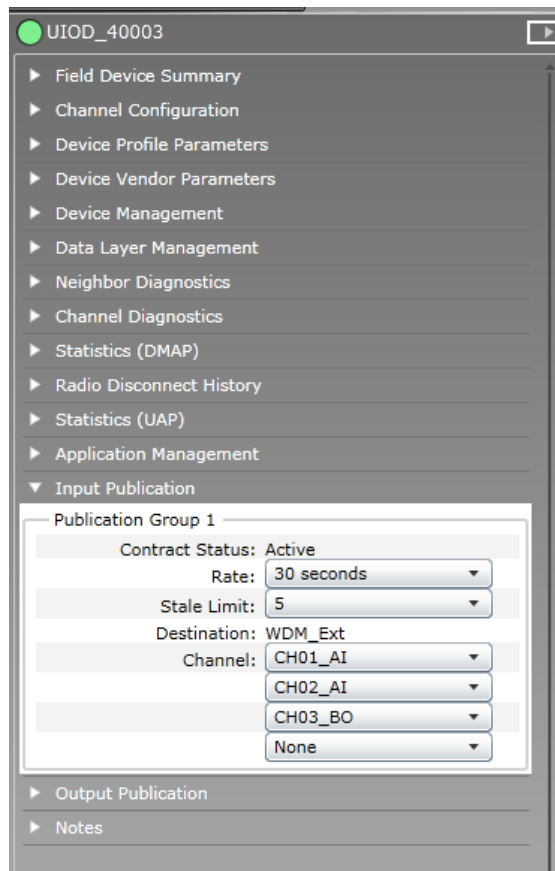 UIOD_40003
Field Device Summary
Channel Configuration
Device Profile Parameters
Device Vendor Parameters
Device Management
Data Layer Management
Neighbor Diagnostics
Channel Diagnostics
Statistics (DMAP)
Radio Disconnect History
Statistics (UAP)
Application Management
Input Publication
Publication Group 1
Contract Status: Active
Rate: 30 seconds
Stale Limit: 5
Destination: WDM_Ext
Channel: CH01_AI
CH02_AI
CH03_BO
None
Output Publication
Notes